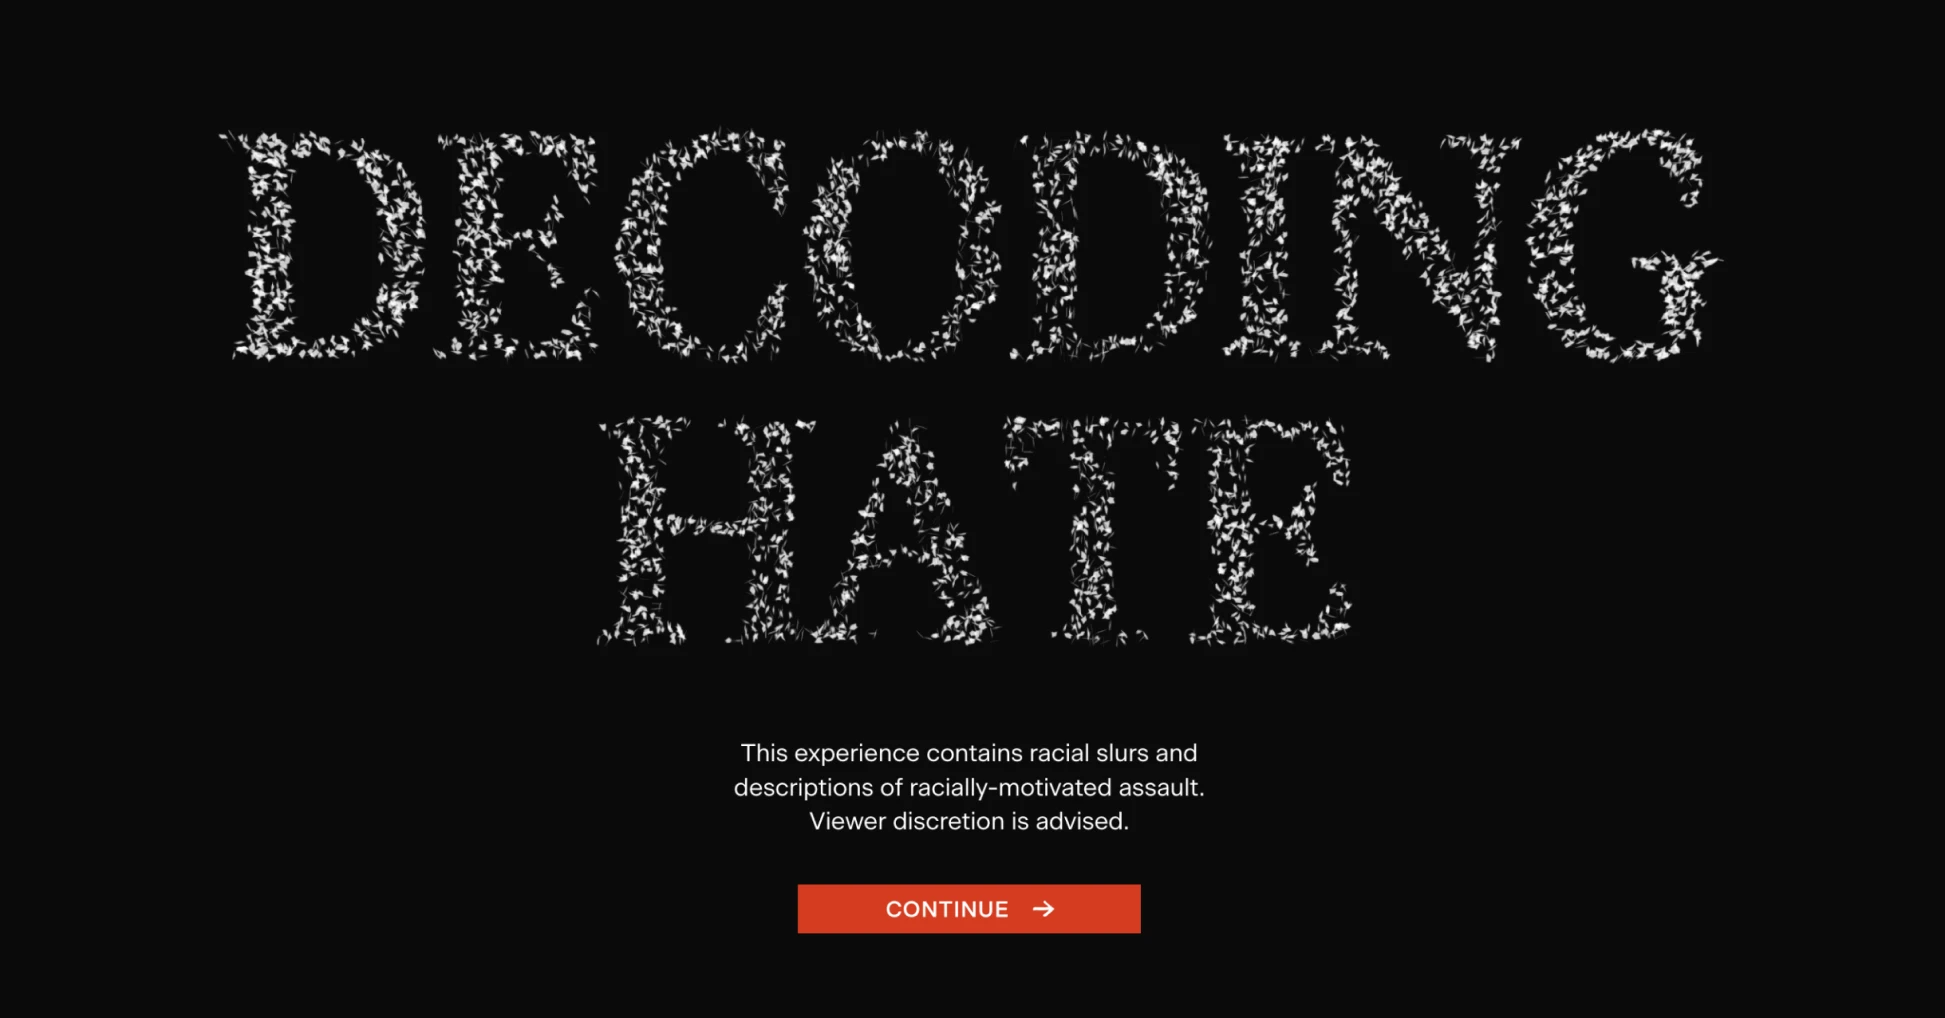 DECODING
HATE
This experience contains racial slurs and
descriptions of racially-motivated assault.
Viewer discretion is advised.
CONTINUE →